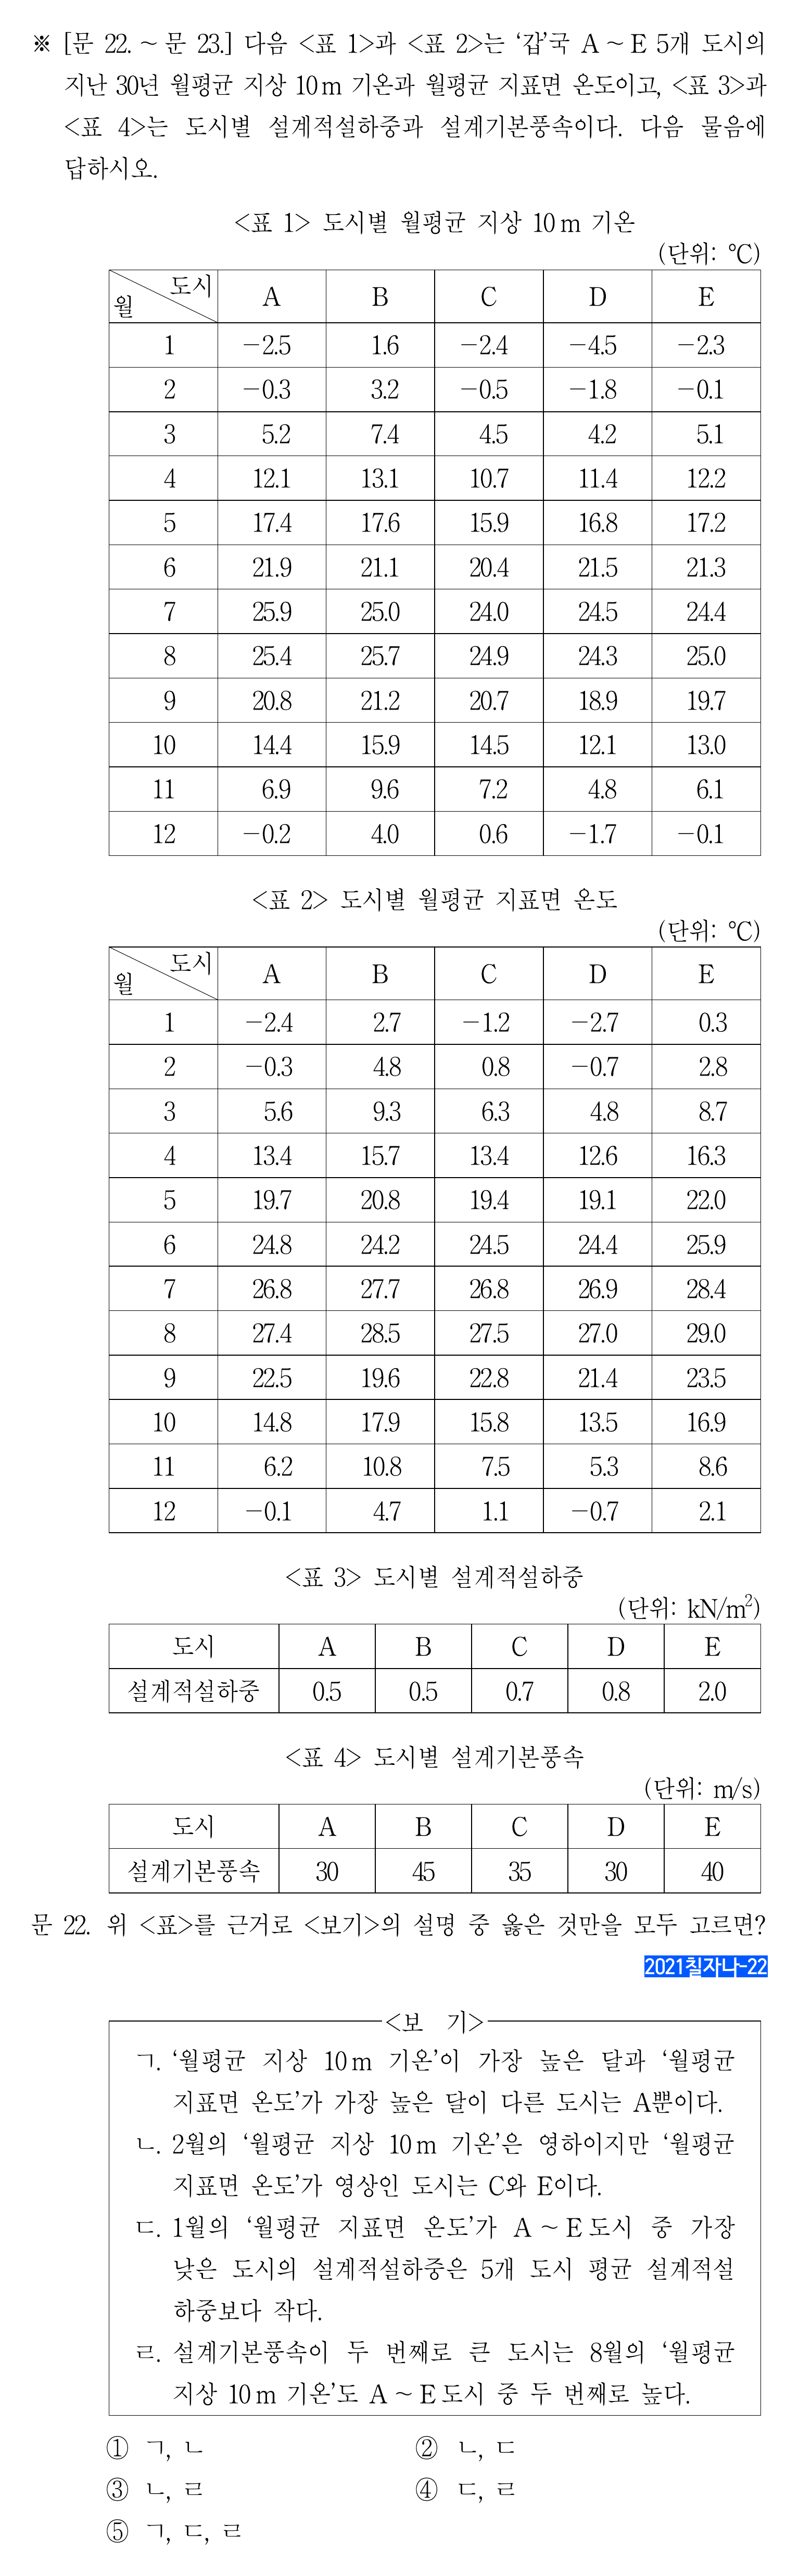 ※ [문 22. ~ 문 23.] 다음 <표 1>과 <표 2>는 ‘갑’국 A ~ E 5개 도시의
지난 30년 월평균 지상 10 m 기온과 월평균 지표면 온도이고, <표 3>과
<표 4>는 도시별 설계적설하중과 설계기본풍속이다. 다음 물음에
답하시오.
<표 1> 도시별 월평균 지상 10 m 기온
(단위: ℃)
월 도시 A B C D E
1 −2.5 1.6 −2.4 −4.5 −2.3
2 −0.3 3.2 −0.5 −1.8 −0.1
3 5.2 7.4 4.5 4.2 5.1
4 12.1 13.1 10.7 11.4 12.2
5 17.4 17.6 15.9 16.8 17.2
6 21.9 21.1 20.4 21.5 21.3
7 25.9 25.0 24.0 24.5 24.4
8 25.4 25.7 24.9 24.3 25.0
9 20.8 21.2 20.7 18.9 19.7
10 14.4 15.9 14.5 12.1 13.0
11 6.9 9.6 7.2 4.8 6.1
12 −0.2 4.0 0.6 −1.7 −0.1
<표 2> 도시별 월평균 지표면 온도
(단위: ℃)
월 도시 A B C D E
1 −2.4 2.7 −1.2 −2.7 0.3
2 −0.3 4.8 0.8 −0.7 2.8
3 5.6 9.3 6.3 4.8 8.7
4 13.4 15.7 13.4 12.6 16.3
5 19.7 20.8 19.4 19.1 22.0
6 24.8 24.2 24.5 24.4 25.9
7 26.8 27.7 26.8 26.9 28.4
8 27.4 28.5 27.5 27.0 29.0
9 22.5 19.6 22.8 21.4 23.5
10 14.8 17.9 15.8 13.5 16.9
11 6.2 10.8 7.5 5.3 8.6
12 −0.1 4.7 1.1 −0.7 2.1
<표 3> 도시별 설계적설하중
(단위: kN/m²)
도시 A B C D E
설계적설하중 0.5 0.5 0.7 0.8 2.0
<표 4> 도시별 설계기본풍속
(단위: m/s)
도시 A B C D E
설계기본풍속 30 45 35 30 40
문 22. 위 <표>를 근거로 <보기>의 설명 중 옳은 것만을 모두 고르면?
2021칠자나-22
<보 기>
ㄱ. ‘월평균 지상 10 m 기온’이 가장 높은 달과 ‘월평균
지표면 온도’가 가장 높은 달이 다른 도시는 A뿐이다.
ㄴ. 2월의 ‘월평균 지상 10 m 기온’은 영하이지만 ‘월평균
지표면 온도’가 영상인 도시는 C와 E이다.
ㄷ. 1월의 ‘월평균 지표면 온도’가 A ~ E 도시 중 가장
낮은 도시의 설계적설하중은 5개 도시 평균 설계적설
하중보다 작다.
ㄹ. 설계기본풍속이 두 번째로 큰 도시는 8월의 ‘월평균
지상 10 m 기온’도 A ~ E 도시 중 두 번째로 높다.
① ㄱ, ㄴ ② ㄴ, ㄷ
③ ㄴ, ㄹ ④ ㄷ, ㄹ
⑤ ㄱ, ㄷ, ㄹ